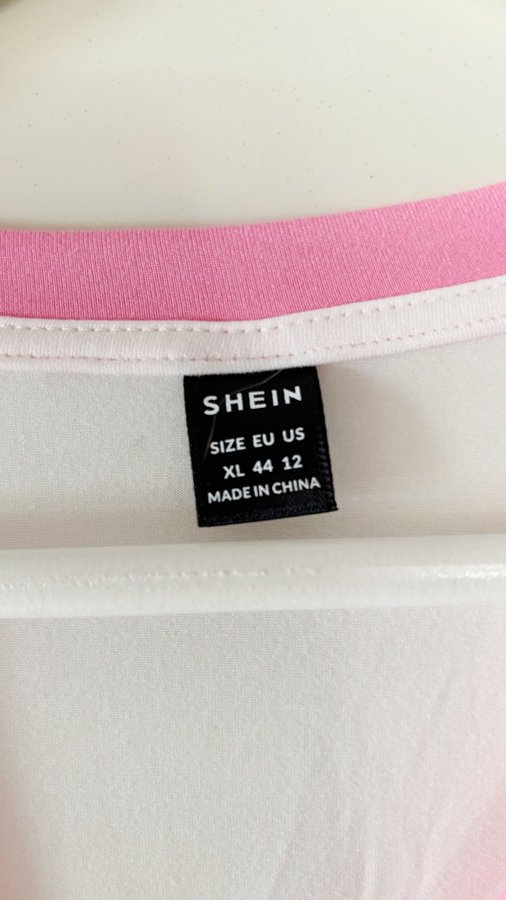 SHEIN
SIZE EU US
XL 44 12
MADE IN CHINA